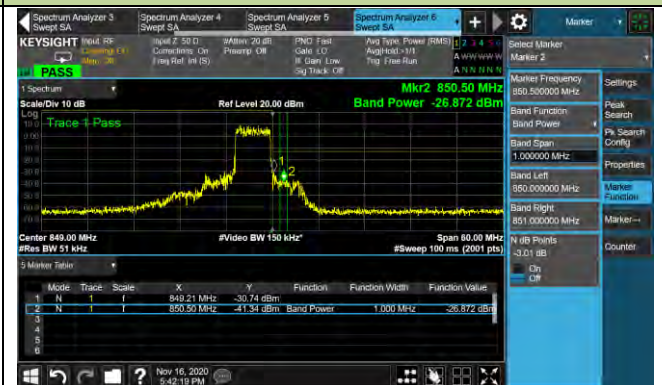 Spectrum Analyzer 3 Spectrum Analyzer 4 Spectrum Analyzer 5 Spectrum Analyzer 6 Marker
Swept SA Swept SA Swept SA Swept SA
KEYSIGHT Input: RF Input Z: 50 Ω #Atten: 20 dB PNO: Fast Avg Type: Power (RMS) 1 2 3 4 5 6
Corrections: On Preamp: Off Gate: LO Avg|Hold:>1/1 A W W W W W
Freq Ref: Int (S) IF Gain: Low Trig: Free Run
Sig Track: Off A N N N N N
PASS
Select Marker
Marker 2
1 Spectrum
Mkr2 850.50 MHz
Scale/Div 10 dB Ref Level 20.00 dBm Band Power -26.872 dBm
Log
Trace 1 Pass
1
2
Center 849.00 MHz #Video BW 150 kHz* Span 60.00 MHz
#Res BW 51 kHz #Sweep 100 ms (2001 pts)
5 Marker Table
Mode Trace Scale X Y Function Function Width Function Value
1 N 1 f 849.21 MHz -30.74 dBm
2 N 1 f 850.50 MHz -41.34 dBm Band Power 1.000 MHz -26.872 dBm
3
4
5
6
Marker Frequency
850.500000 MHz
Band Function
Band Power
Band Span
1.000000 MHz
Band Left
850.000000 MHz
Band Right
851.000000 MHz
N dB Points
-3.01 dB
On
Off
Settings
Peak
Search
Pk Search
Config
Properties
Marker
Function
Marker→
Counter
? Nov 16, 2020
5:42:19 PM